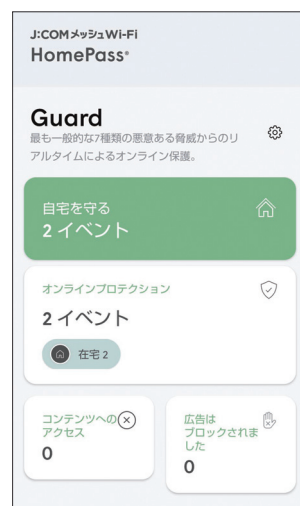 J:COMメッシュWi-Fi
HomePass®
Guard
最も一般的な7種類の悪意ある脅威からのリ
アルタイムによるオンライン保護。
自宅を守る
2 イベント
オンラインプロテクション
2 イベント
在宅 2
コンテンツへの
アクセス
0
広告は
ブロックされま
した
0